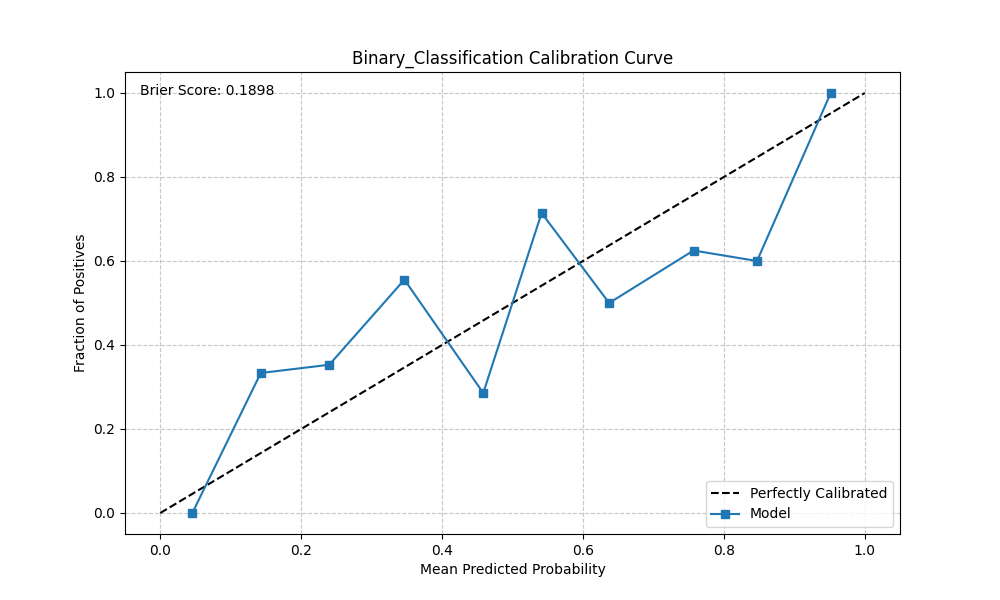 Binary_Classification Calibration Curve
Brier Score: 0.1898
1.0
0.8
0.6
0.4
0.2
0.0
Fraction of Positives
Perfectly Calibrated
Model
0.0 0.2 0.4 0.6 0.8 1.0
Mean Predicted Probability